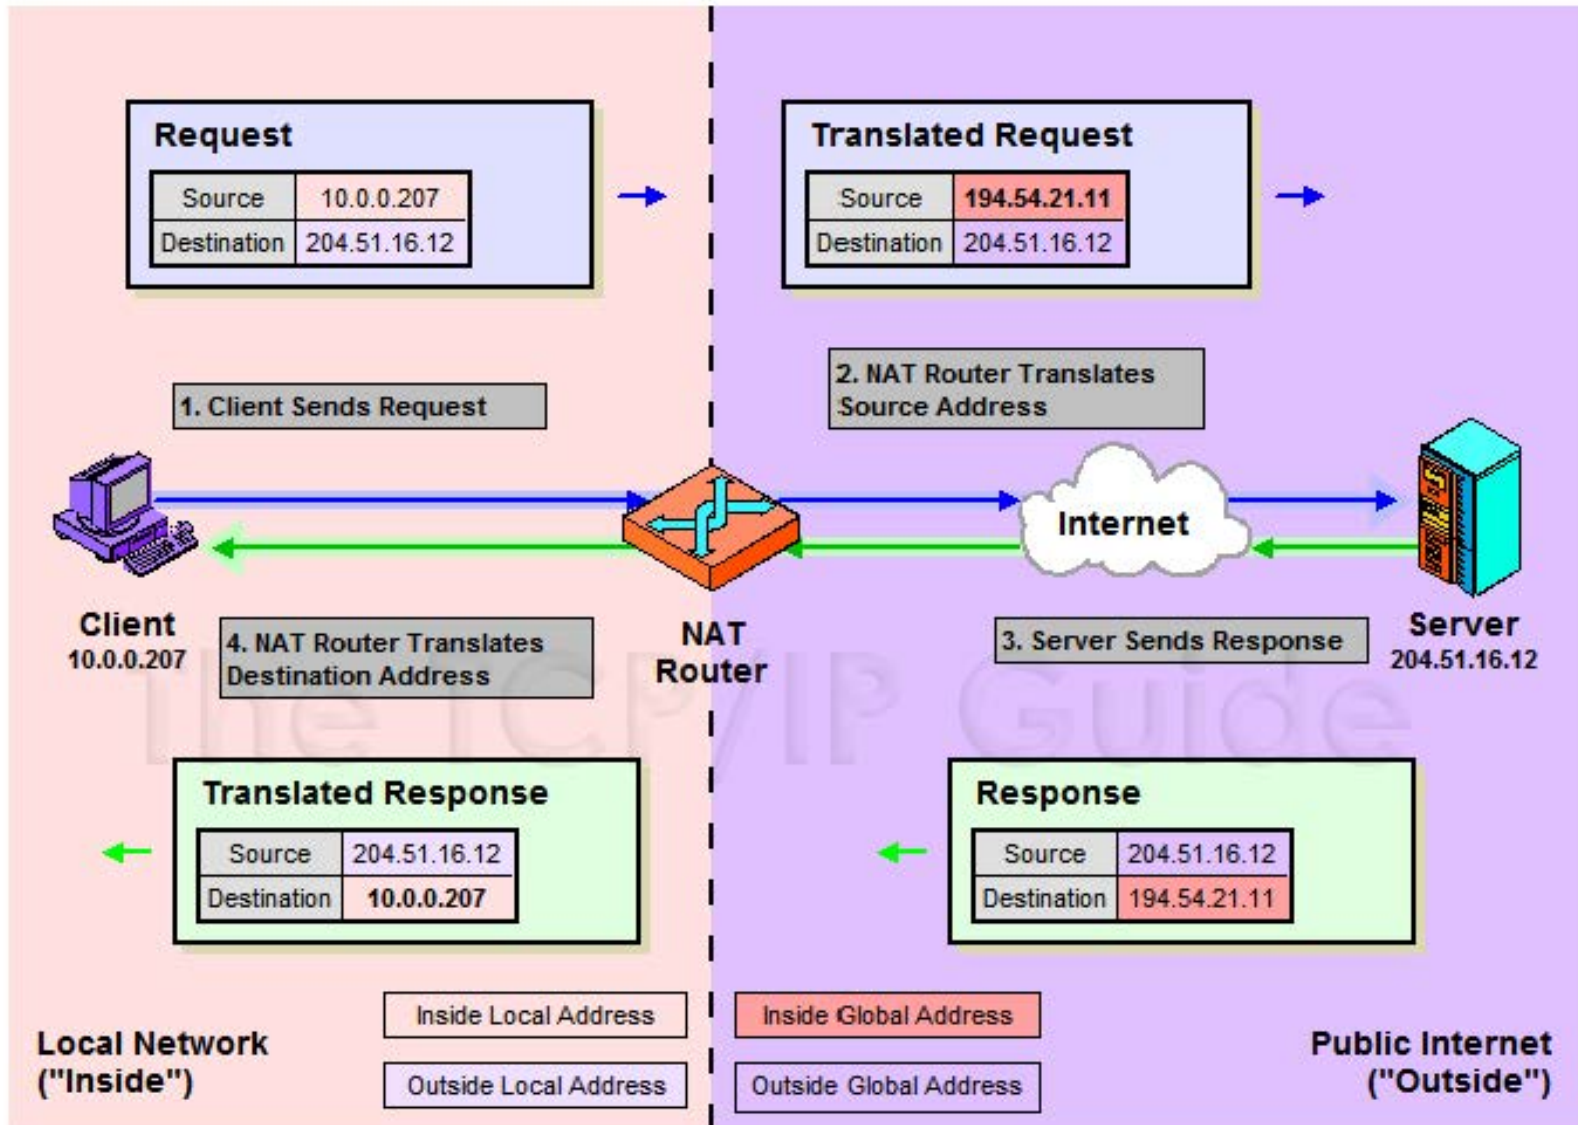 Request
Source 10.0.0.207
Destination 204.51.16.12
Translated Request
Source 194.54.21.11
Destination 204.51.16.12
1. Client Sends Request
2. NAT Router Translates
Source Address
Internet
Client
10.0.0.207
4. NAT Router Translates
Destination Address
NAT
Router
3. Server Sends Response
Server
204.51.16.12
The TCP/IP Guide
Translated Response
Source 204.51.16.12
Destination 10.0.0.207
Response
Source 204.51.16.12
Destination 194.54.21.11
Inside Local Address
Inside Global Address
Outside Local Address
Outside Global Address
Local Network
("Inside")
Public Internet
("Outside")